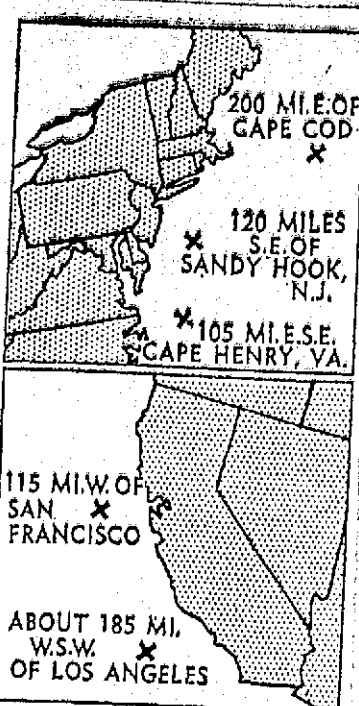 200 MI.E.OF
CAPE COD
120 MILES
S.E.OF
SANDY HOOK,
N.J.
105 MI.E.S.E.
CAPE HENRY, VA.
115 MI.W. OF
SAN
FRANCISCO
ABOUT 185 MI.
W.S.W.
OF LOS ANGELES